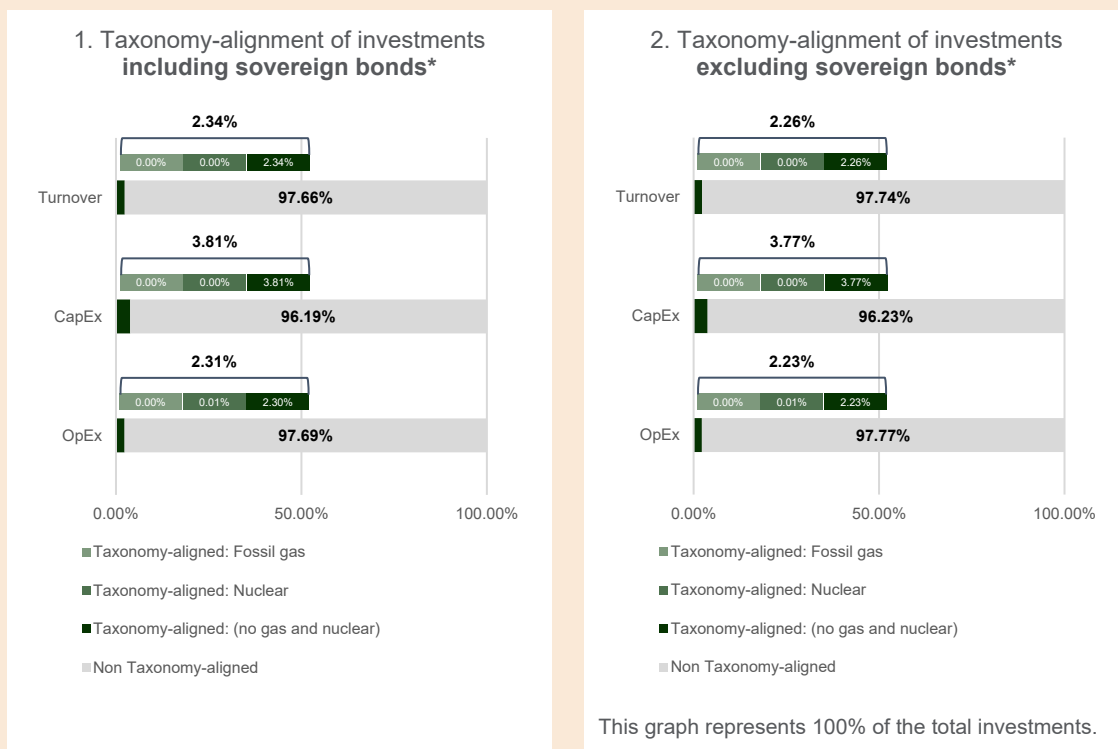 1. Taxonomy-alignment of investments
including sovereign bonds*
2.34%
0.00% 0.00% 2.34%
Turnover 97.66%
3.81%
0.00% 0.00% 3.81%
CapEx 96.19%
2.31%
0.00% 0.01% 2.30%
OpEx 97.69%
0.00% 50.00% 100.00%
Taxonomy-aligned: Fossil gas
Taxonomy-aligned: Nuclear
Taxonomy-aligned: (no gas and nuclear)
Non Taxonomy-aligned
2. Taxonomy-alignment of investments
excluding sovereign bonds*
2.26%
0.00% 0.00% 2.26%
Turnover 97.74%
3.77%
0.00% 0.00% 3.77%
CapEx 96.23%
2.23%
0.00% 0.01% 2.23%
OpEx 97.77%
0.00% 50.00% 100.00%
Taxonomy-aligned: Fossil gas
Taxonomy-aligned: Nuclear
Taxonomy-aligned: (no gas and nuclear)
Non Taxonomy-aligned
This graph represents 100% of the total investments.